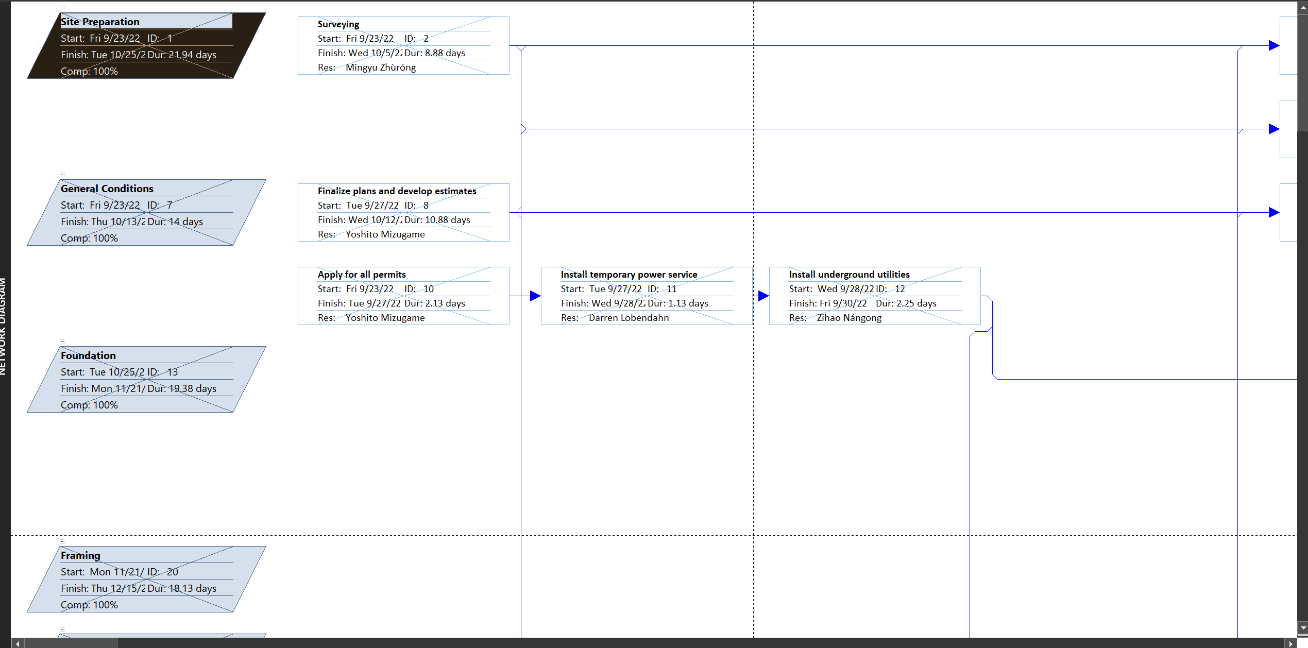 Site Preparation
Start: Fri 9/23/22 ID: 1
Finish: Tue 10/25/2 Dur: 21.94 days
Comp: 100%
Surveying
Start: Fri 9/23/22 ID: 2
Finish: Wed 10/5/2 Dur: 8.88 days
Res: Mingyu Zhùróng
General Conditions
Start: Fri 9/23/22 ID: 7
Finish: Thu 10/13/2 Dur: 14 days
Comp: 100%
Finalize plans and develop estimates
Start: Tue 9/27/22 ID: 8
Finish: Wed 10/12/2 Dur: 10.88 days
Res: Yoshito Mizugame
Apply for all permits
Start: Fri 9/23/22 ID: 10
Finish: Tue 9/27/22 Dur: 2.13 days
Res: Yoshito Mizugame
Install temporary power service
Start: Tue 9/27/22 ID: 11
Finish: Wed 9/28/22 Dur: 1.13 days
Res: Darren Lobendahn
Install underground utilities
Start: Wed 9/28/22 ID: 12
Finish: Fri 9/30/22 Dur: 2.25 days
Res: Zihao Nángong
NETWORK DIAGRAM
Foundation
Start: Tue 10/25/2 ID: 13
Finish: Mon 11/21/ Dur: 19.38 days
Comp: 100%
Framing
Start: Mon 11/21/ ID: 20
Finish: Thu 12/15/2 Dur: 18.13 days
Comp: 100%